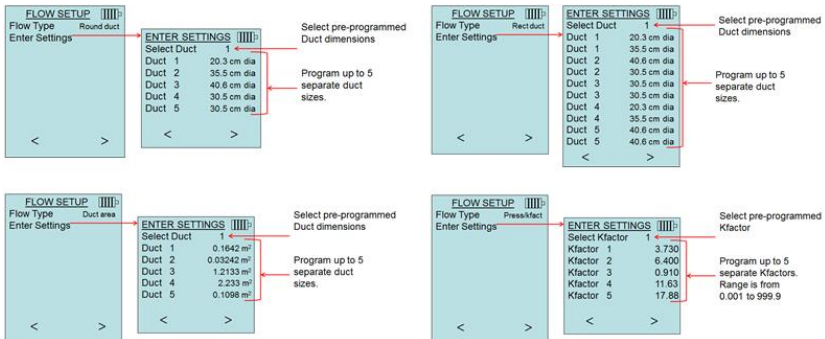 FLOW SETUP
Flow Type Round duct
Enter Settings
< >
ENTER SETTINGS
Select Duct 1
Duct 1 20.3 cm dia
Duct 2 35.5 cm dia
Duct 3 40.6 cm dia
Duct 4 30.5 cm dia
Duct 5 30.5 cm dia
< >
Select pre-programmed
Duct dimensions
Program up to 5
separate duct
sizes.
FLOW SETUP
Flow Type Rect duct
Enter Settings
< >
ENTER SETTINGS
Select Duct 1
Duct 1 20.3 cm dia
Duct 1 35.5 cm dia
Duct 2 40.6 cm dia
Duct 2 30.5 cm dia
Duct 3 30.5 cm dia
Duct 3 30.5 cm dia
Duct 4 20.3 cm dia
Duct 4 35.5 cm dia
Duct 5 40.6 cm dia
Duct 5 40.6 cm dia
< >
Select pre-programmed
Duct dimensions
Program up to 5
separate duct
sizes.
FLOW SETUP
Flow Type Duct area
Enter Settings
< >
ENTER SETTINGS
Select Duct 1
Duct 1 0.1642 m²
Duct 2 0.03242 m²
Duct 3 1.2133 m²
Duct 4 2.233 m²
Duct 5 0.1098 m²
< >
Select pre-programmed
Duct dimensions
Program up to 5
separate duct
sizes.
FLOW SETUP
Flow Type Press/kfact
Enter Settings
< >
ENTER SETTINGS
Select Kfactor 1
Kfactor 1 3.730
Kfactor 2 6.400
Kfactor 3 0.910
Kfactor 4 11.63
Kfactor 5 17.88
< >
Select pre-programmed
Kfactor
Program up to 5
separate Kfactors.
Range is from
0.001 to 999.9